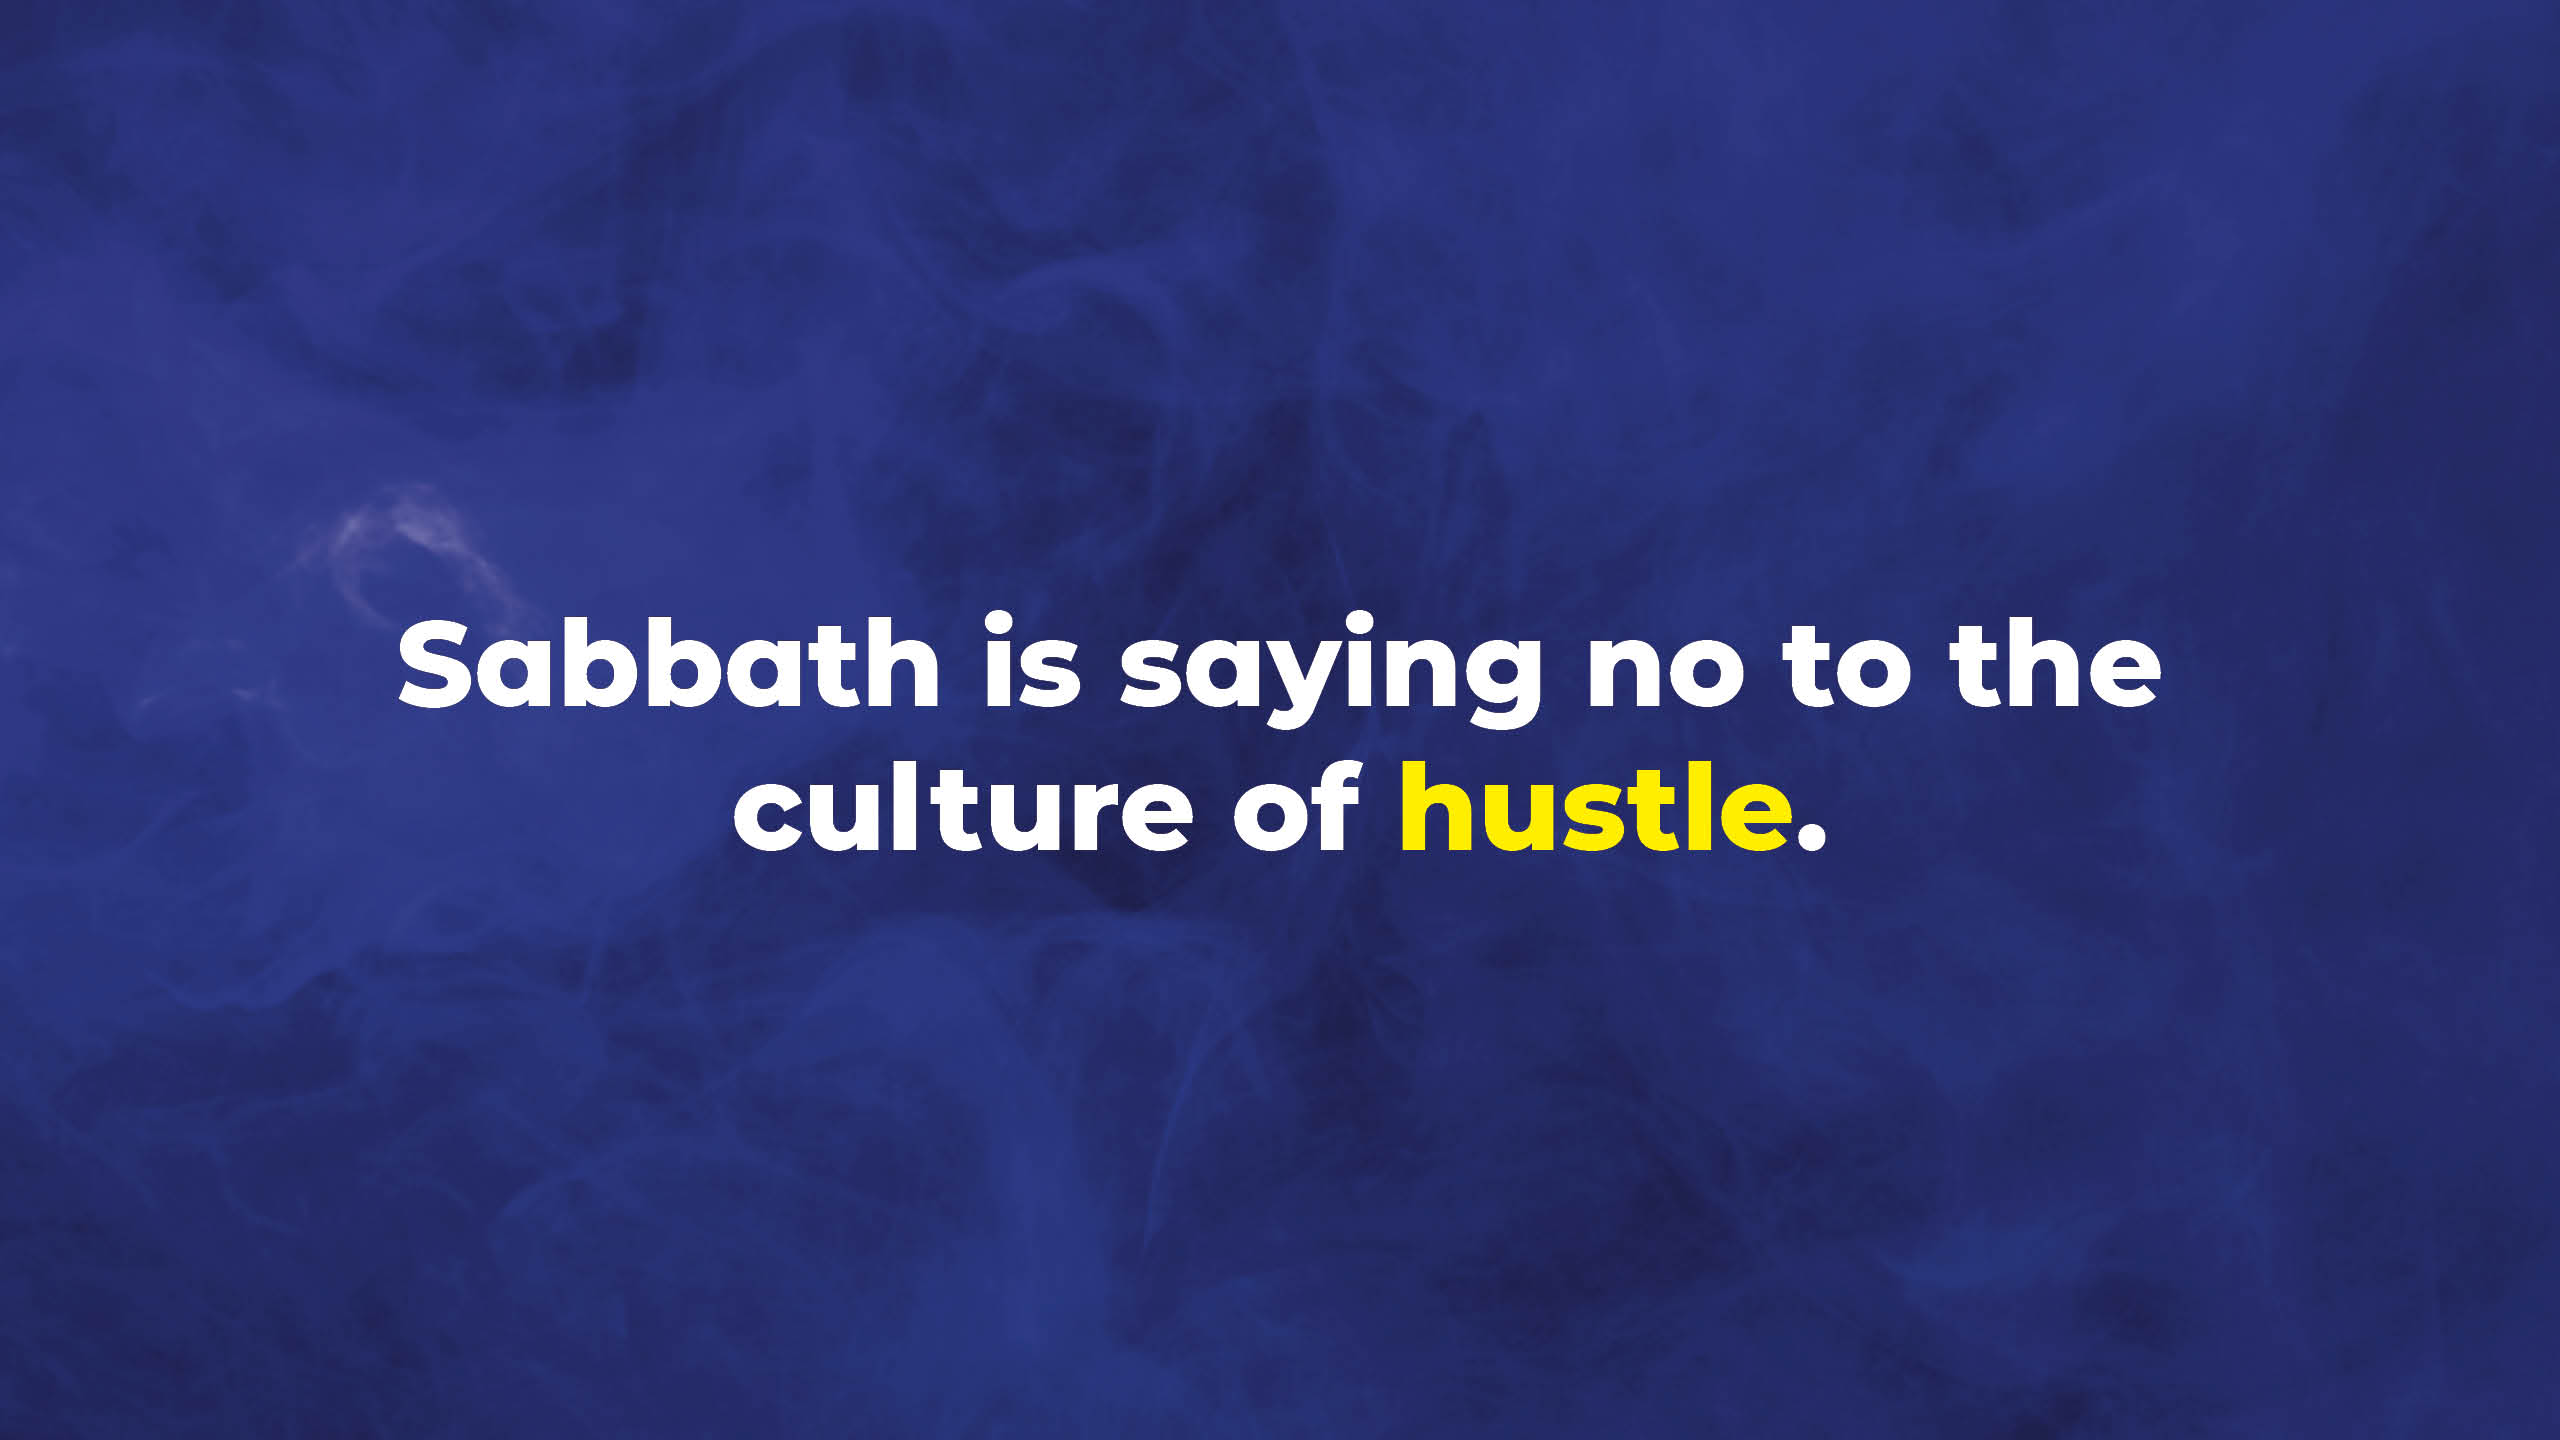 Sabbath is saying no to the
culture of hustle.